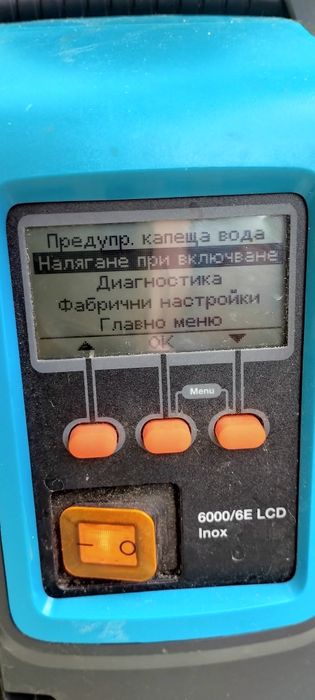 Предупр. капеща вода
Налягане при включване
Диагностика
Фабрични настройки
Главно меню
OK
Menu
6000/6E LCD
Inox